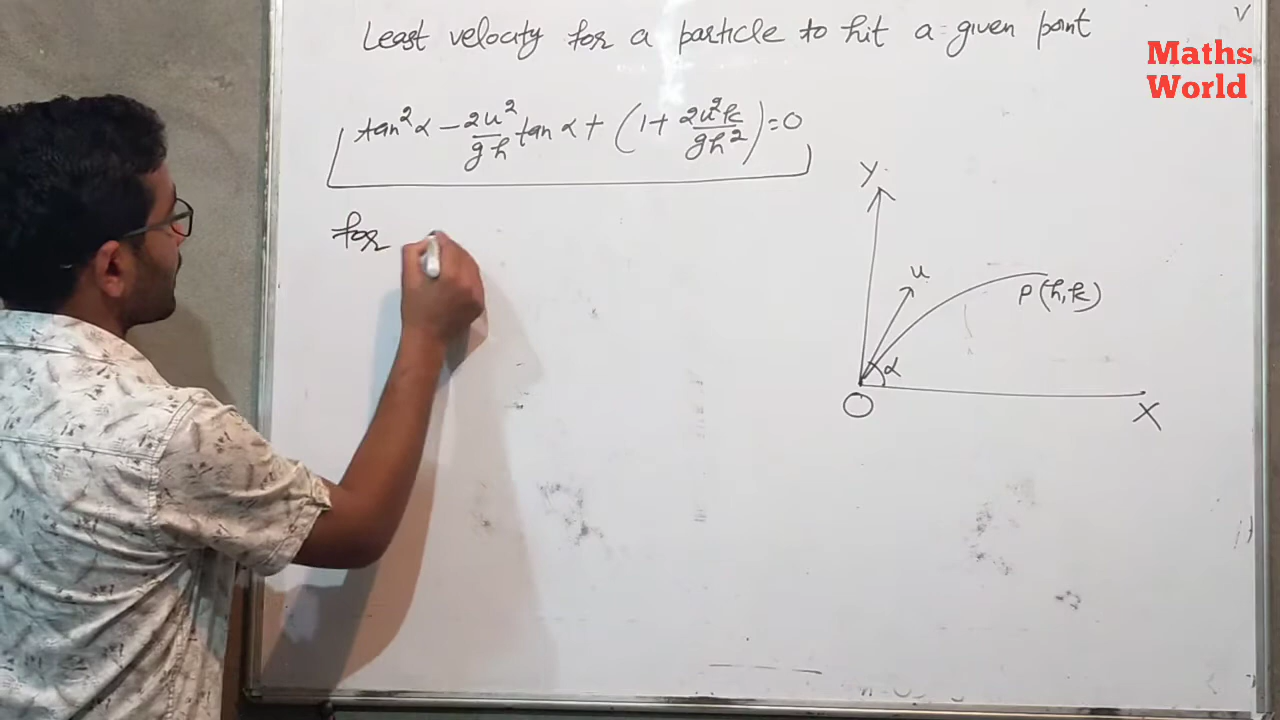 Least velocity for a particle to hit a given point
Maths
World
tan²α - 2u²/gh tan α + (1 + 2u²k/gh²) = 0
for
Y
u
P(h,k)
α
O
X